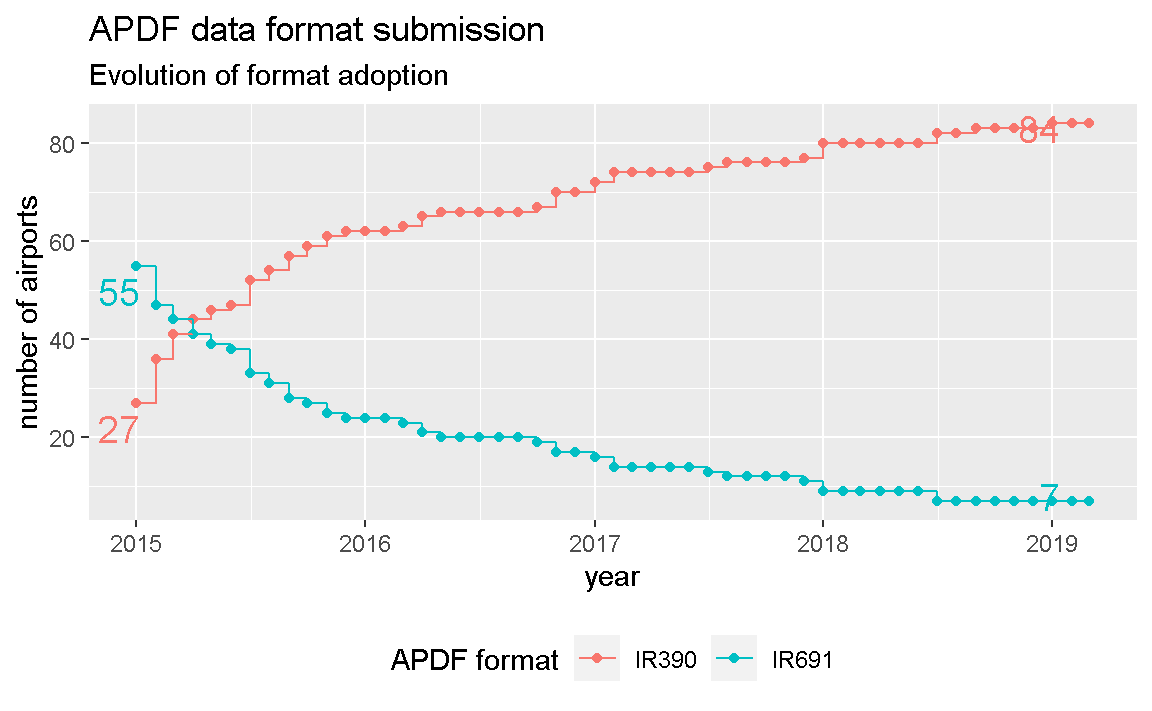 APDF data format submission
Evolution of format adoption
number of airports
80
60
40
20
55
27
84
7
2015 2016 2017 2018 2019
year
APDF format IR390 IR691